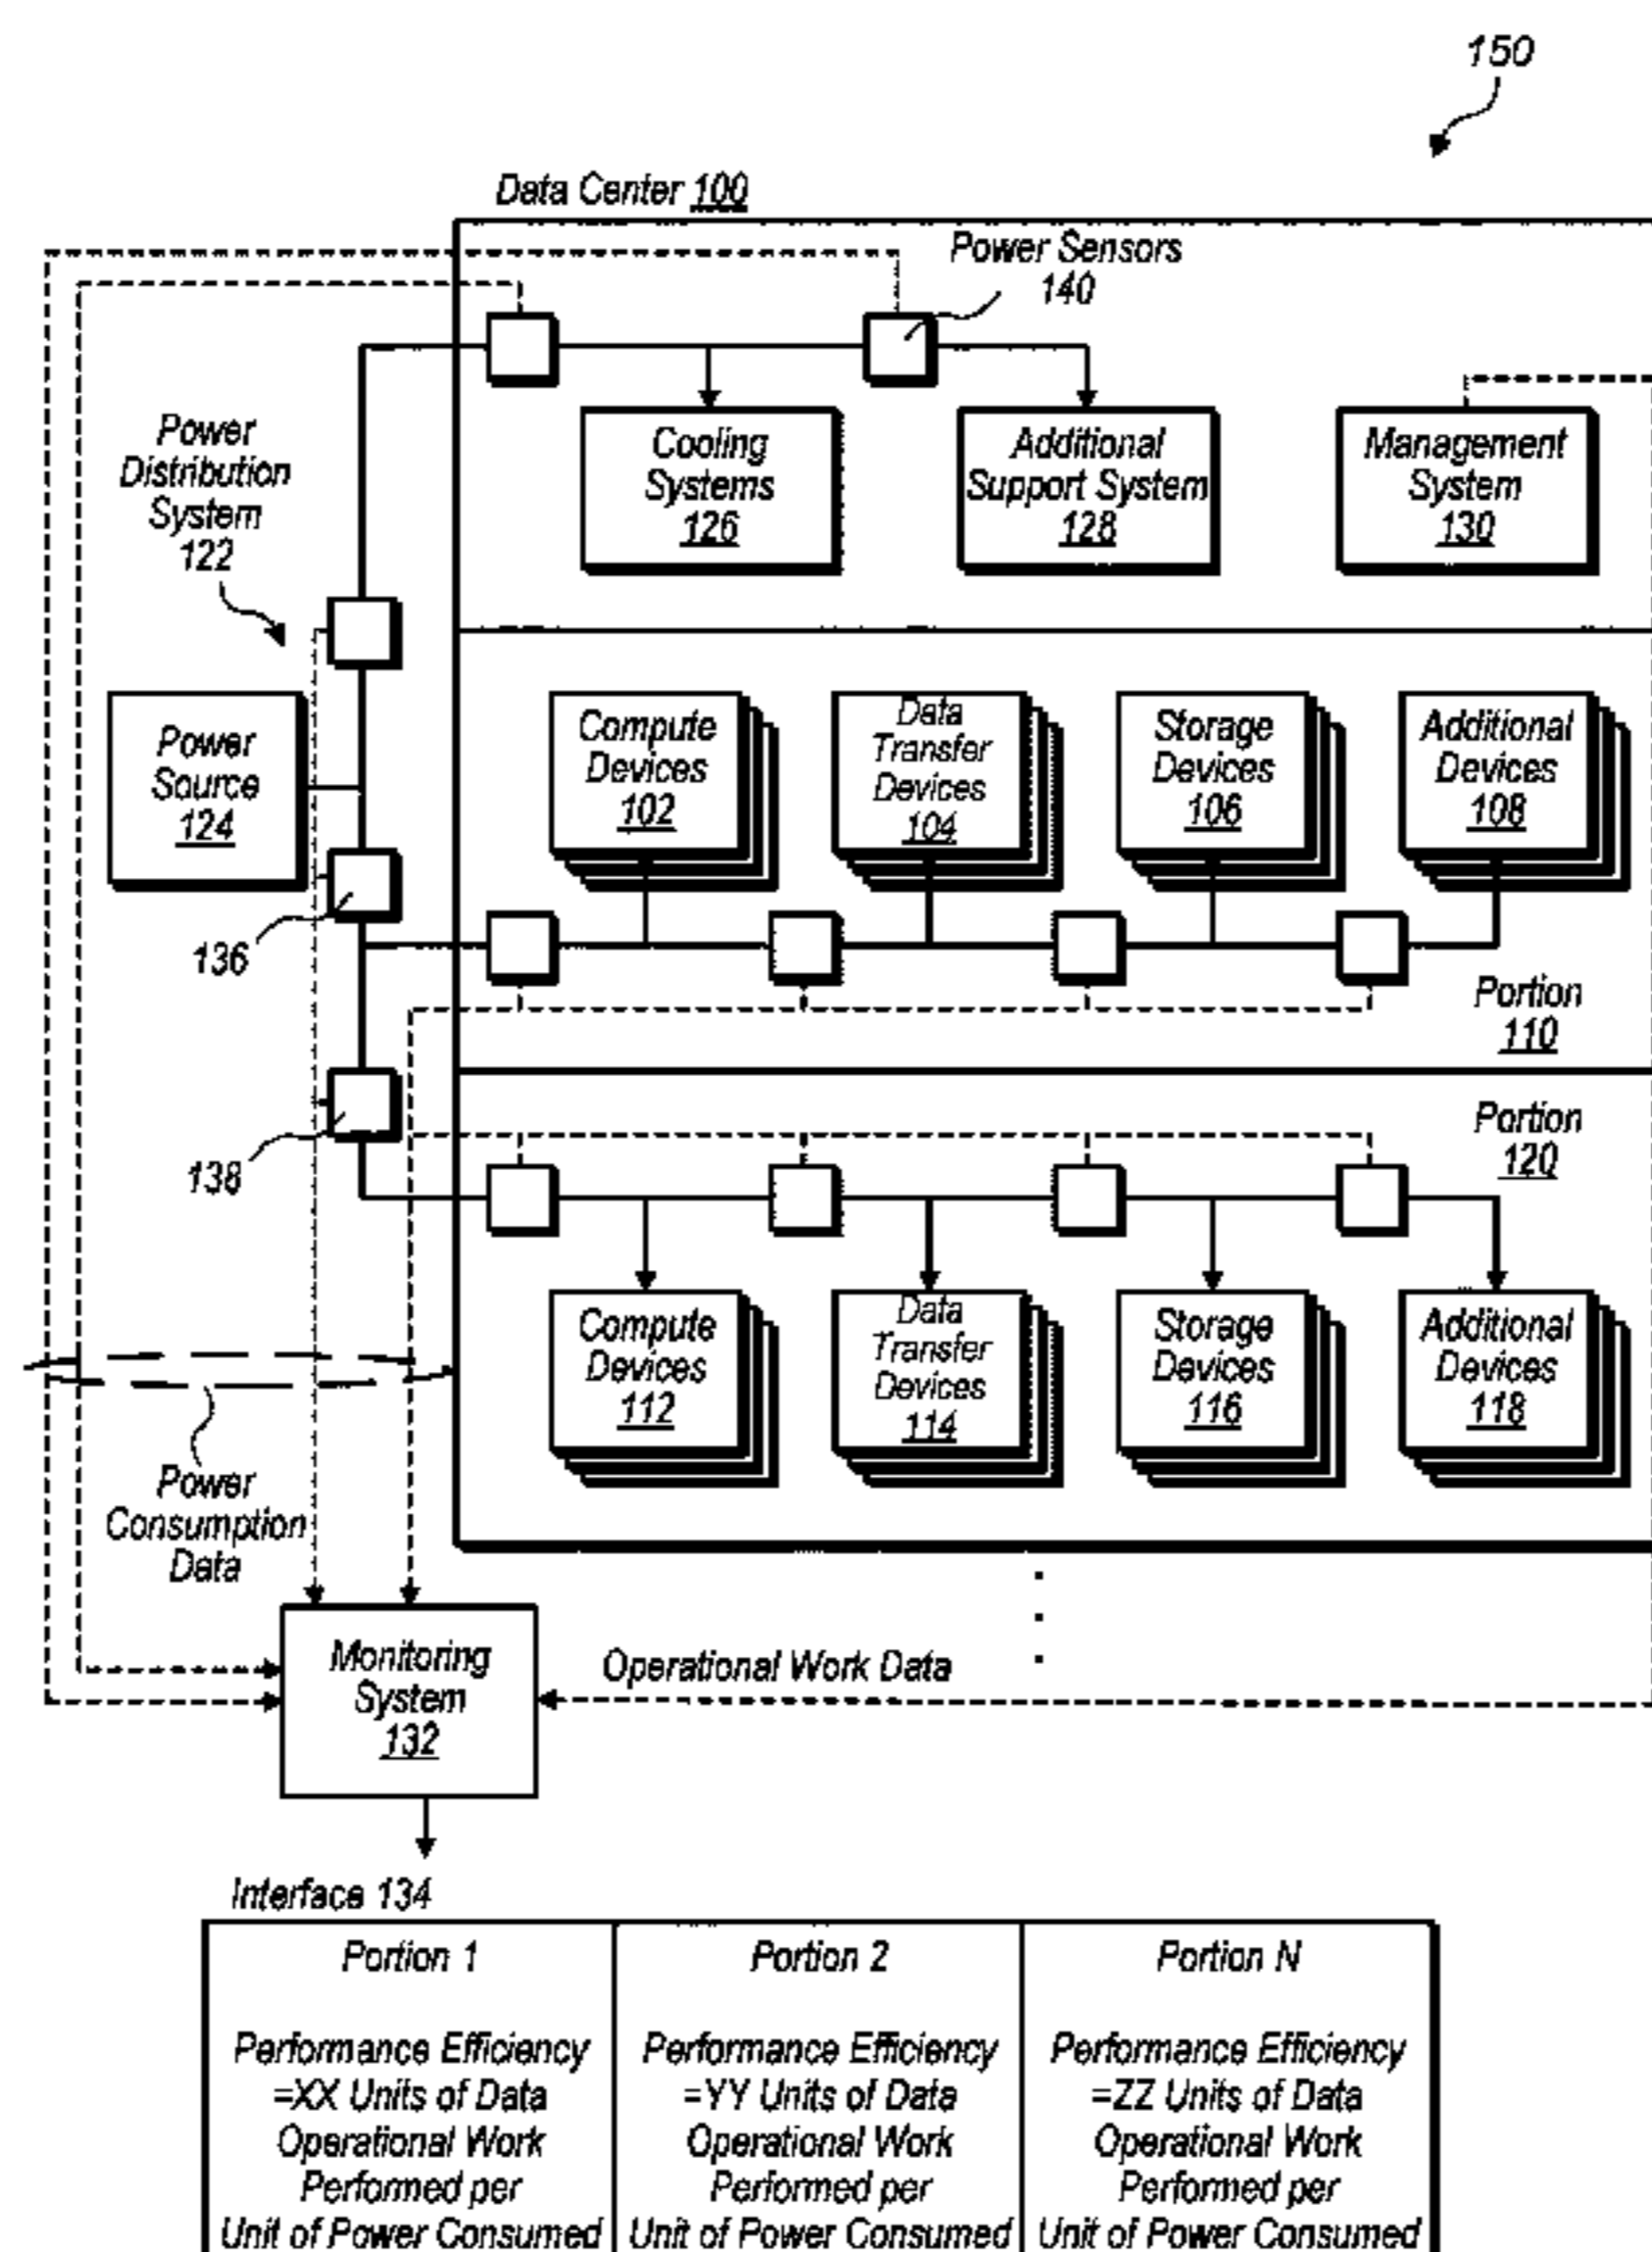 150
Data Center 100
Power Sensors
140
Power
Distribution
System
122
Cooling
Systems
126
Additional
Support System
128
Management
System
130
Power
Source
124
Compute
Devices
102
Data
Transfer
Devices
104
Storage
Devices
106
Additional
Devices
108
136
Portion
110
138
Portion
120
Compute
Devices
112
Data
Transfer
Devices
114
Storage
Devices
116
Additional
Devices
118
Power
Consumption
Data
Monitoring
System
132
Operational Work Data
Interface 134
Portion 1
Performance Efficiency
=XX Units of Data
Operational Work
Performed per
Unit of Power Consumed
Portion 2
Performance Efficiency
=YY Units of Data
Operational Work
Performed per
Unit of Power Consumed
Portion N
Performance Efficiency
=ZZ Units of Data
Operational Work
Performed per
Unit of Power Consumed